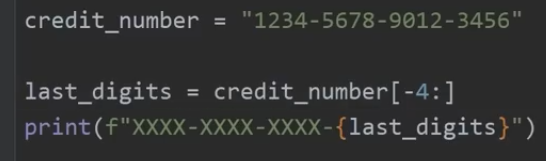 credit_number = "1234-5678-9012-3456"
last_digits = credit_number[-4:]
print(f"XXXX-XXXX-XXXX-{last_digits}")